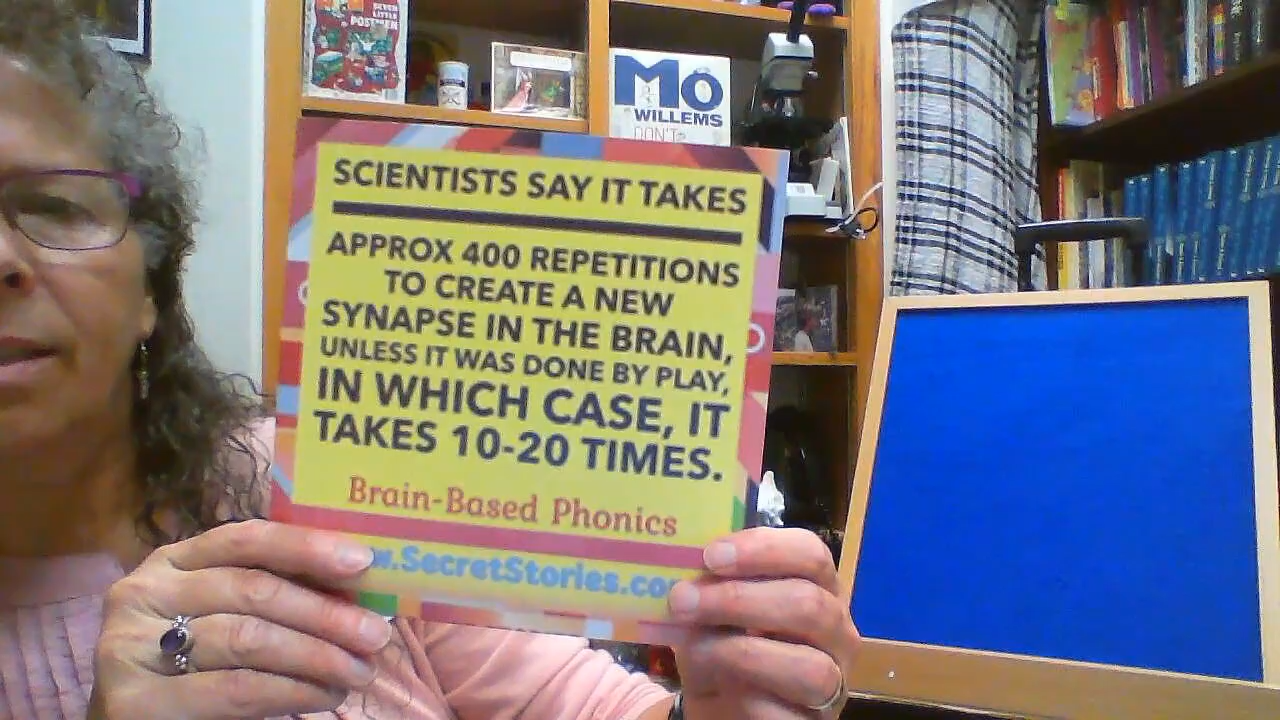 MO
WILLEMS
DON'T
SCIENTISTS SAY IT TAKES
APPROX 400 REPETITIONS
TO CREATE A NEW
SYNAPSE IN THE BRAIN,
UNLESS IT WAS DONE BY PLAY,
IN WHICH CASE, IT
TAKES 10-20 TIMES.
Brain-Based Phonics
w.SecretStories.co